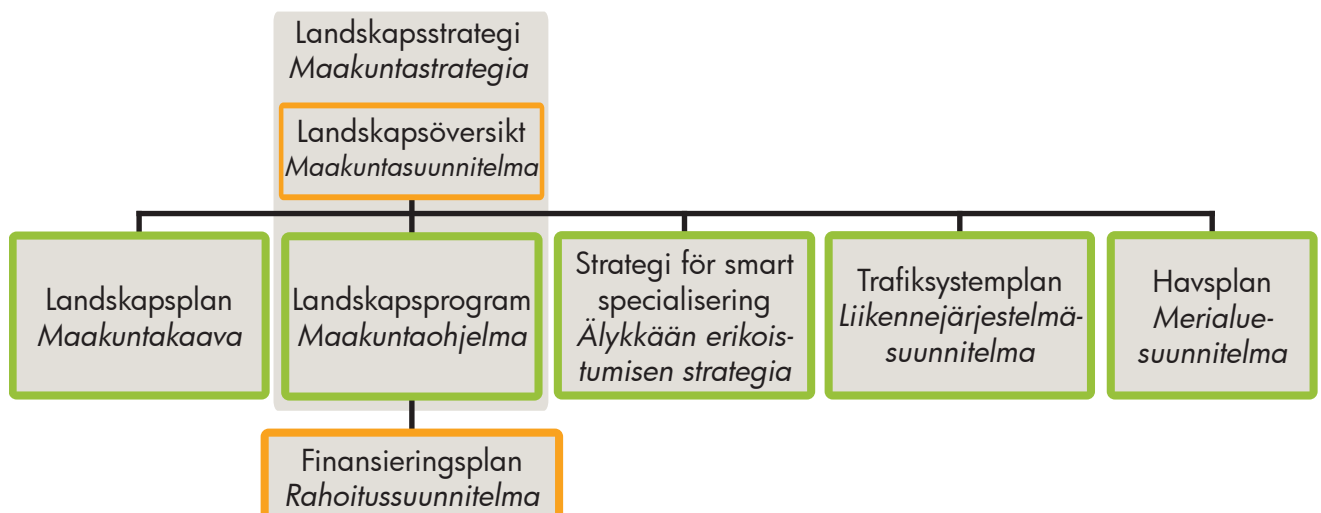 Landskapsstrategi
Maakuntastrategia
Landskapsöversikt
Maakuntasuunnitelma
Landskapsplan
Maakuntakaava
Landskapsprogram
Maakuntaohjelma
Strategi för smart
specialisering
Älykkään erikois-
tumisen strategia
Trafiksystemplan
Liikennejärjestelmä-
suunnitelma
Havsplan
Merialue-
suunnitelma
Finansieringsplan
Rahoitussuunnitelma